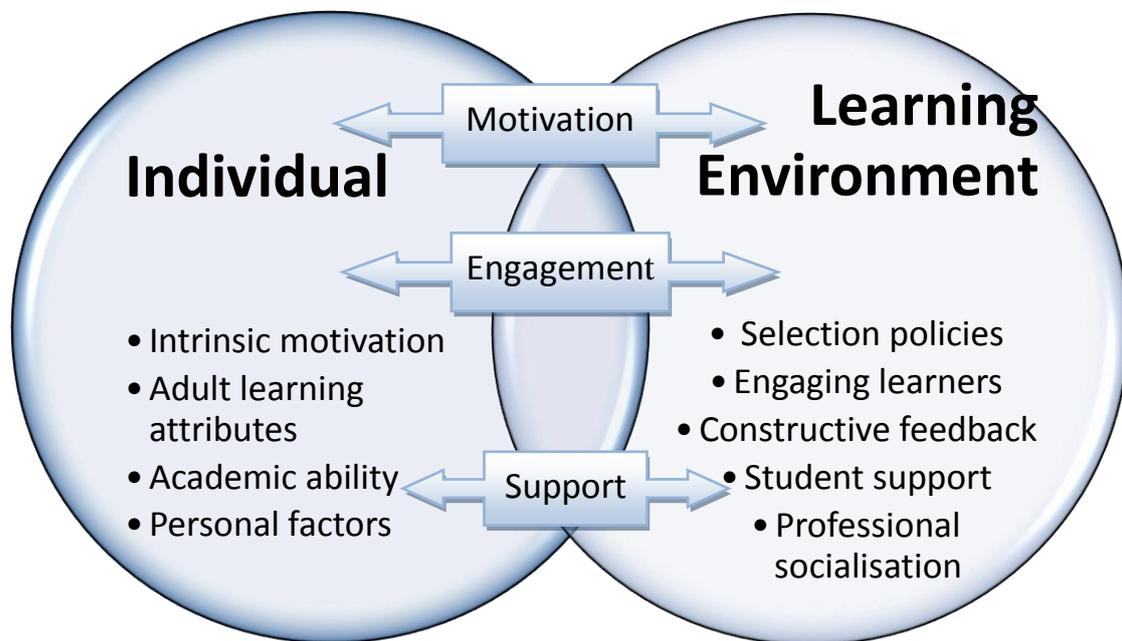 Motivation
Individual
Learning
Environment
Engagement
• Intrinsic motivation
• Adult learning
attributes
• Academic ability
• Personal factors
• Selection policies
• Engaging learners
• Constructive feedback
• Student support
• Professional
socialisation
Support